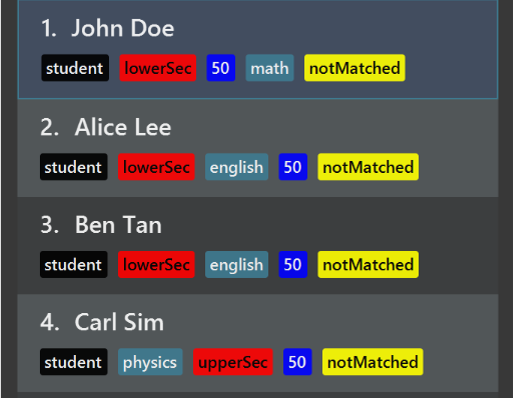 1. John Doe
student lowerSec 50 math notMatched
2. Alice Lee
student lowerSec english 50 notMatched
3. Ben Tan
student lowerSec english 50 notMatched
4. Carl Sim
student physics upperSec 50 notMatched